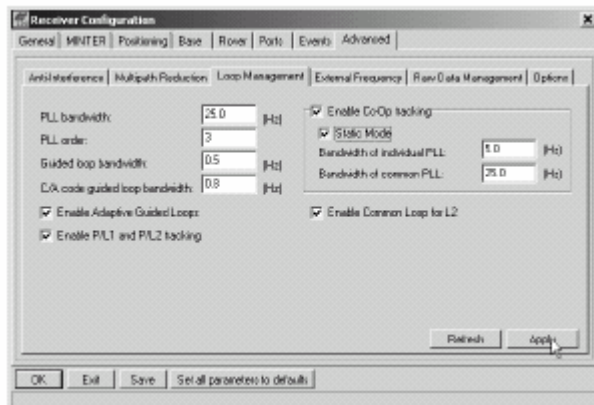 Receiver Configuration
General MINTER Positioning Base Rover Ports Events Advanced
Anti-Interference Multipath Reduction Loop Management External Frequency Raw Data Management Options
PLL bandwidth: 25.0 [Hz]
PLL order: 3
Guided loop bandwidth: 0.5 [Hz]
C/A code guided loop bandwidth: 0.8 [Hz]
Enable Adaptive Guided Loops
Enable P/L1 and P/L2 tracking
Enable Co-Op tracking
Static Mode
Bandwidth of individual PLL: 5.0 (Hz)
Bandwidth of common PLL: 25.0 (Hz)
Enable Common Loop for L2
Refresh Apply
OK Exit Save Set all parameters to defaults